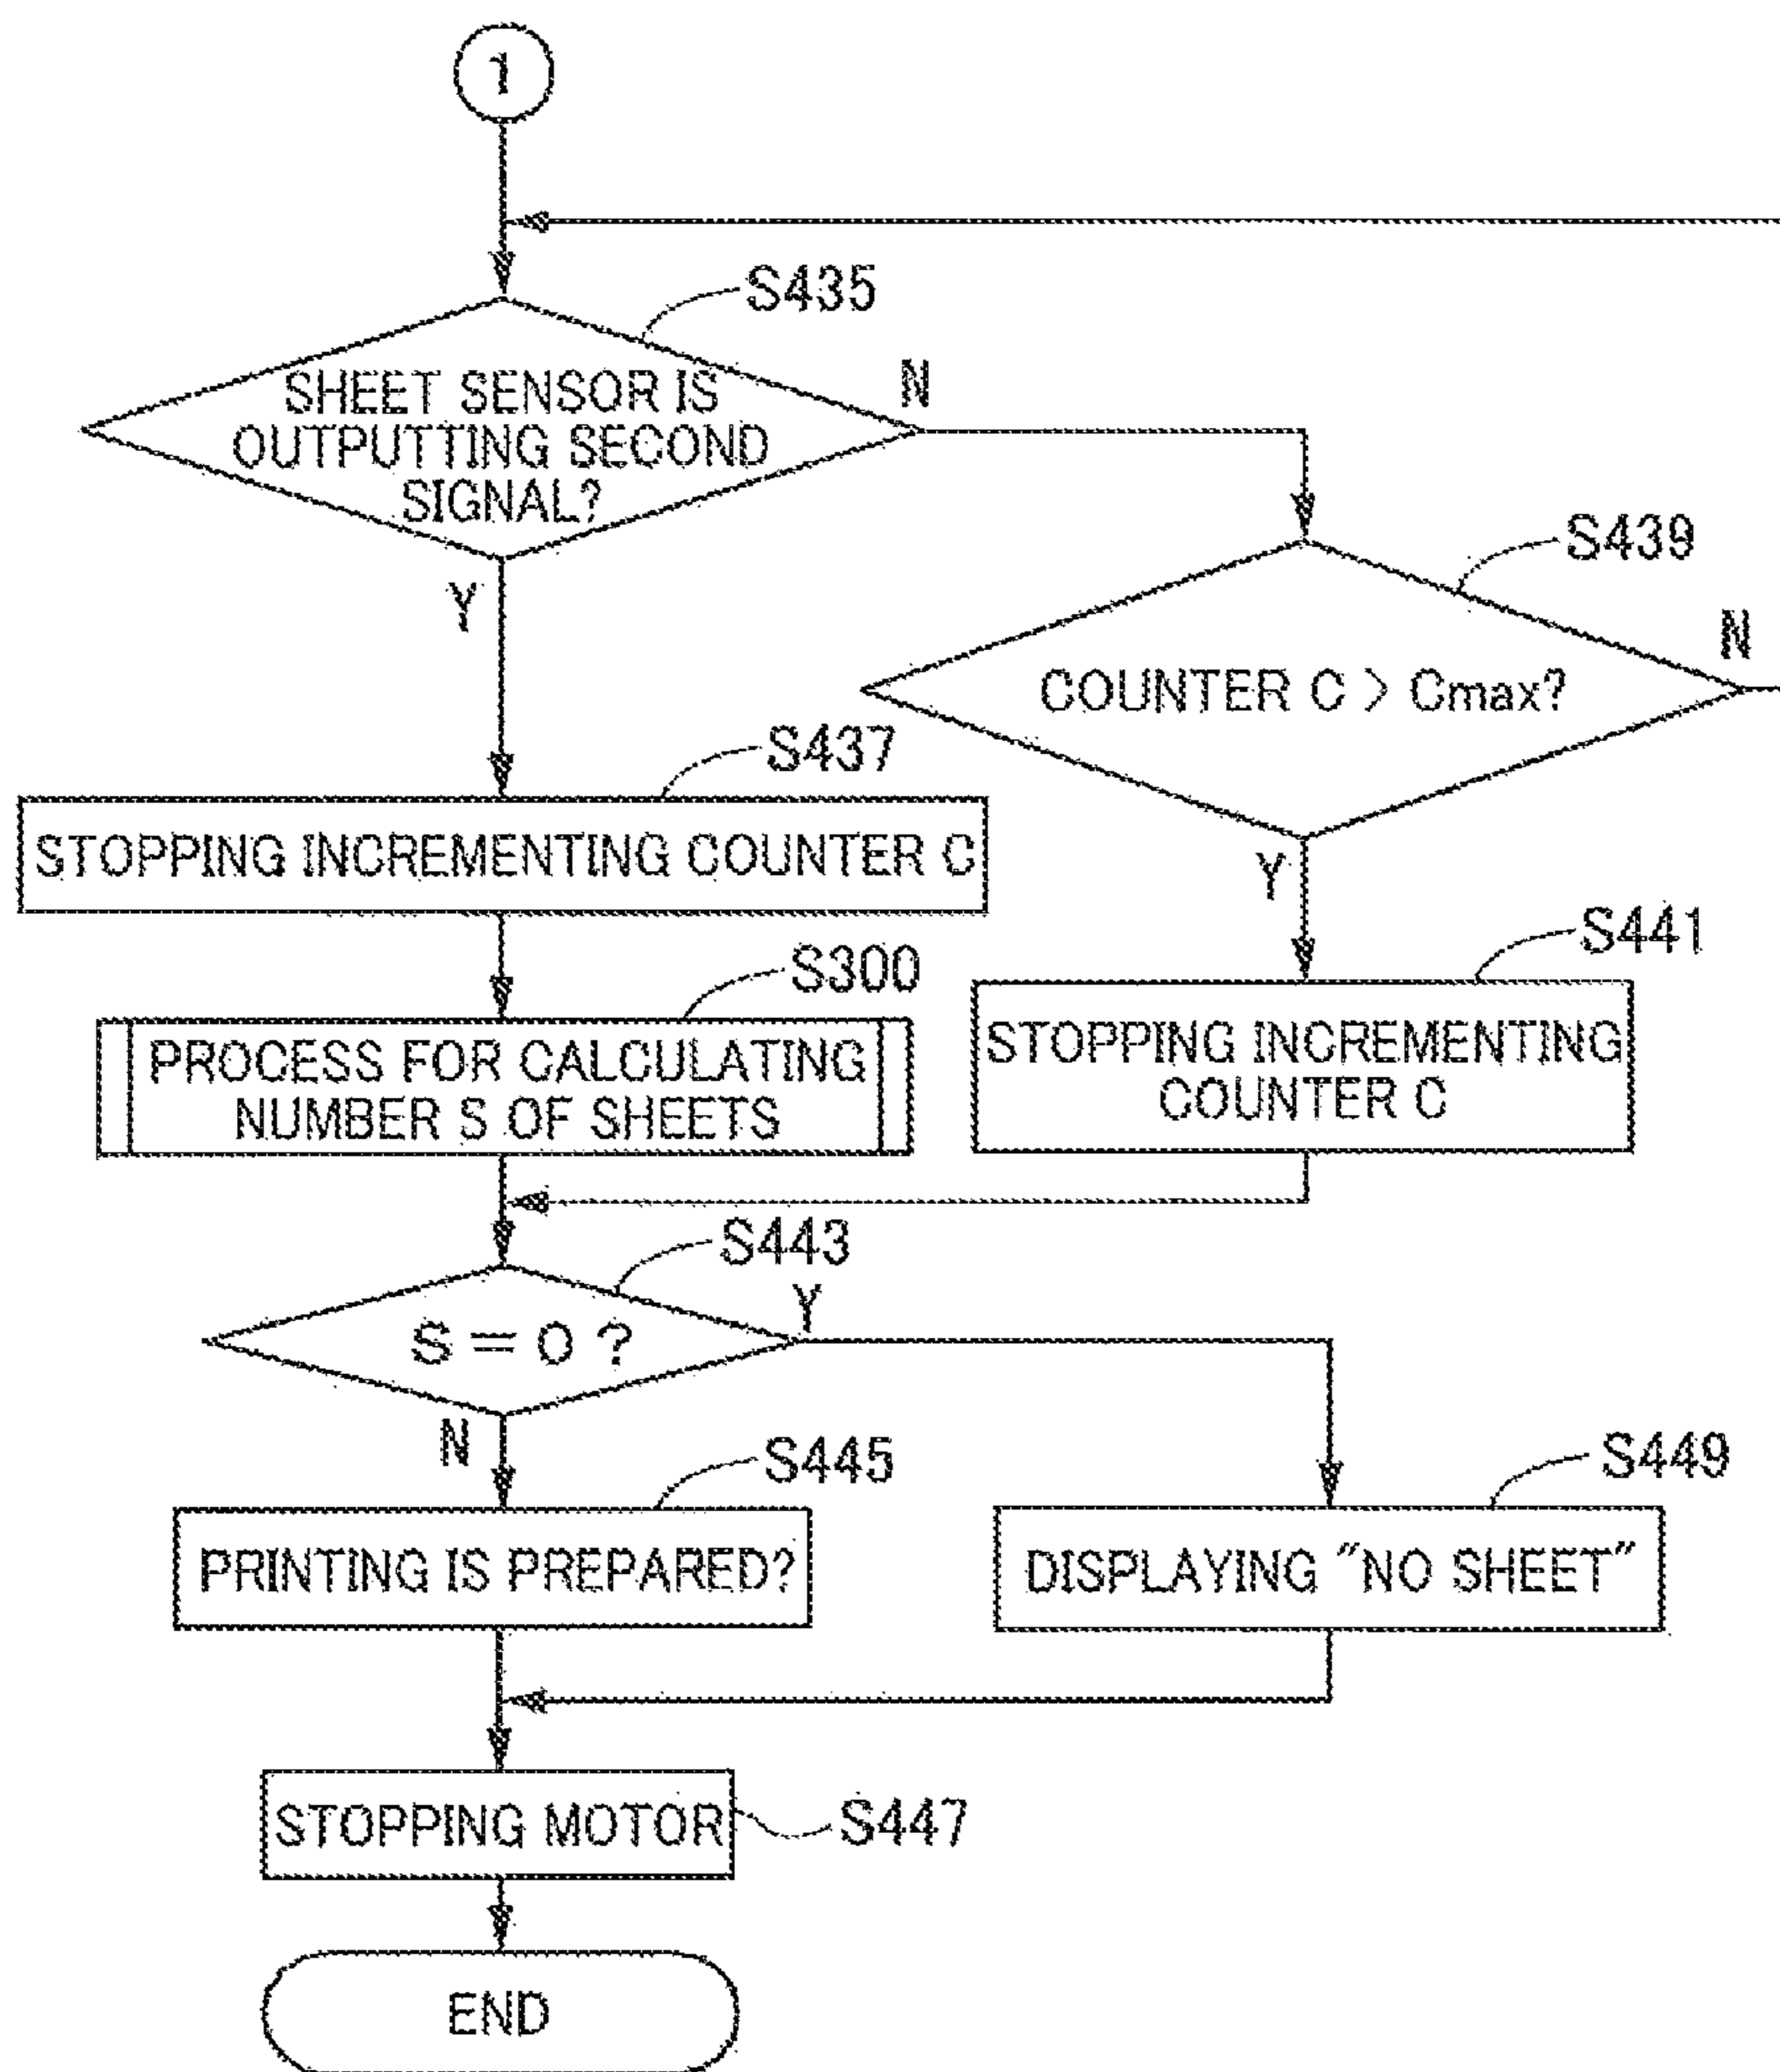 1
S435
SHEET SENSOR IS
OUTPUTTING SECOND
SIGNAL?
N
Y
S439
COUNTER C > Cmax?
N
Y
S437
STOPPING INCREMENTING COUNTER C
S441
STOPPING INCREMENTING
COUNTER C
S300
PROCESS FOR CALCULATING
NUMBER S OF SHEETS
S443
S = 0 ?
Y
N
S445
PRINTING IS PREPARED?
S449
DISPLAYING "NO SHEET"
STOPPING MOTOR
S447
END